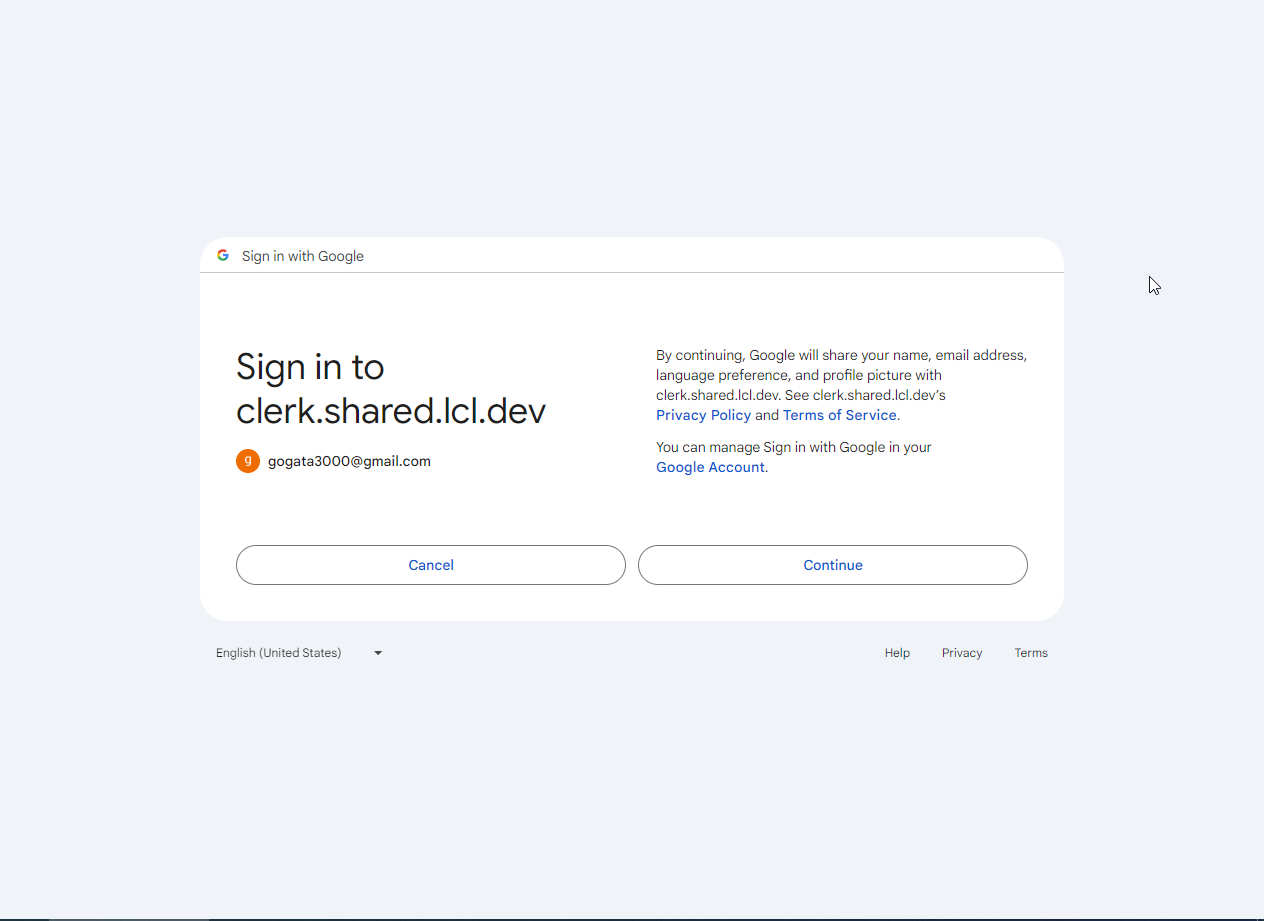 Sign in with Google
Sign in to
clerk.shared.lcl.dev
g gogata3000@gmail.com
By continuing, Google will share your name, email address,
language preference, and profile picture with
clerk.shared.lcl.dev. See clerk.shared.lcl.dev’s
Privacy Policy and Terms of Service.
You can manage Sign in with Google in your
Google Account.
Cancel
Continue
English (United States)
Help
Privacy
Terms